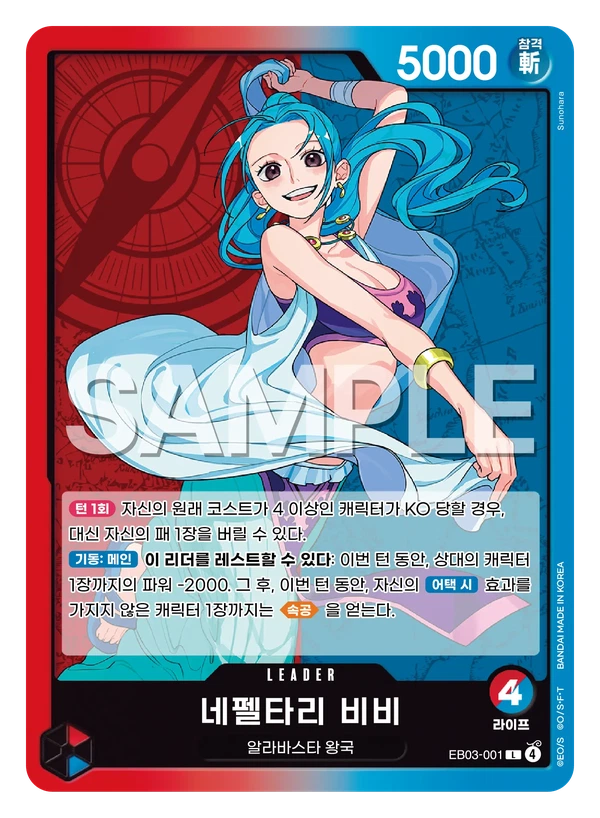 5000
참격
斬
Sunohara
SAMPLE
턴 1회 자신의 원래 코스트가 4 이상인 캐릭터가 KO 당할 경우,
대신 자신의 패 1장을 버릴 수 있다.
기동: 메인 이 리더를 레스트할 수 있다: 이번 턴 동안, 상대의 캐릭터
1장까지의 파워 -2000. 그 후, 이번 턴 동안, 자신의 어택 시 효과를
가지지 않은 캐릭터 1장까지는 속공 을 얻는다.
LEADER
네펠타리 비비
알라바스타 왕국
4
라이프
EB03-001 L 4
©E.O/S ©O/S·F·T BANDAI MADE IN KOREA